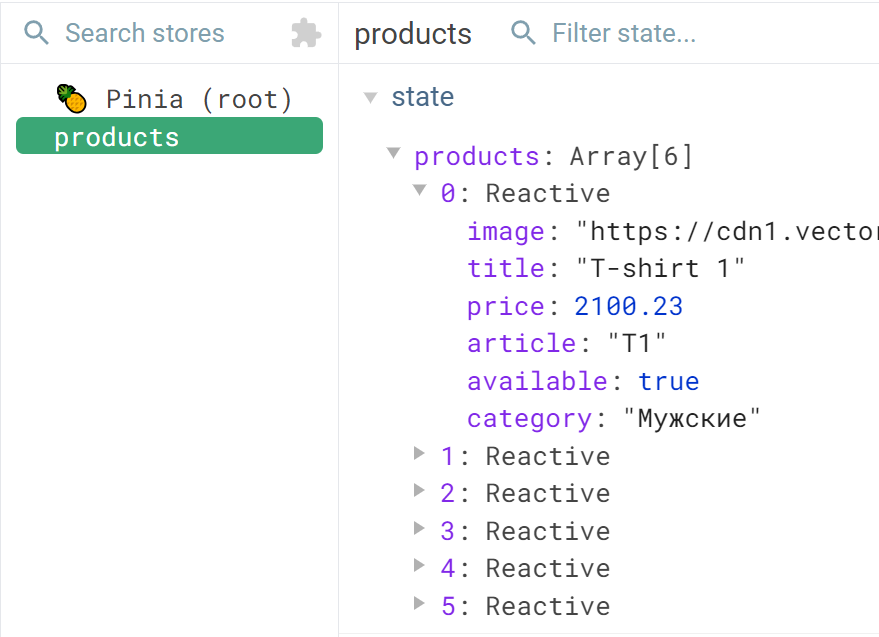 Search stores
products
Filter state...
Pinia (root)
products
state
products: Array[6]
0: Reactive
image: "https://cdn1.vector
title: "T-shirt 1"
price: 2100.23
article: "T1"
available: true
category: "Мужские"
1: Reactive
2: Reactive
3: Reactive
4: Reactive
5: Reactive